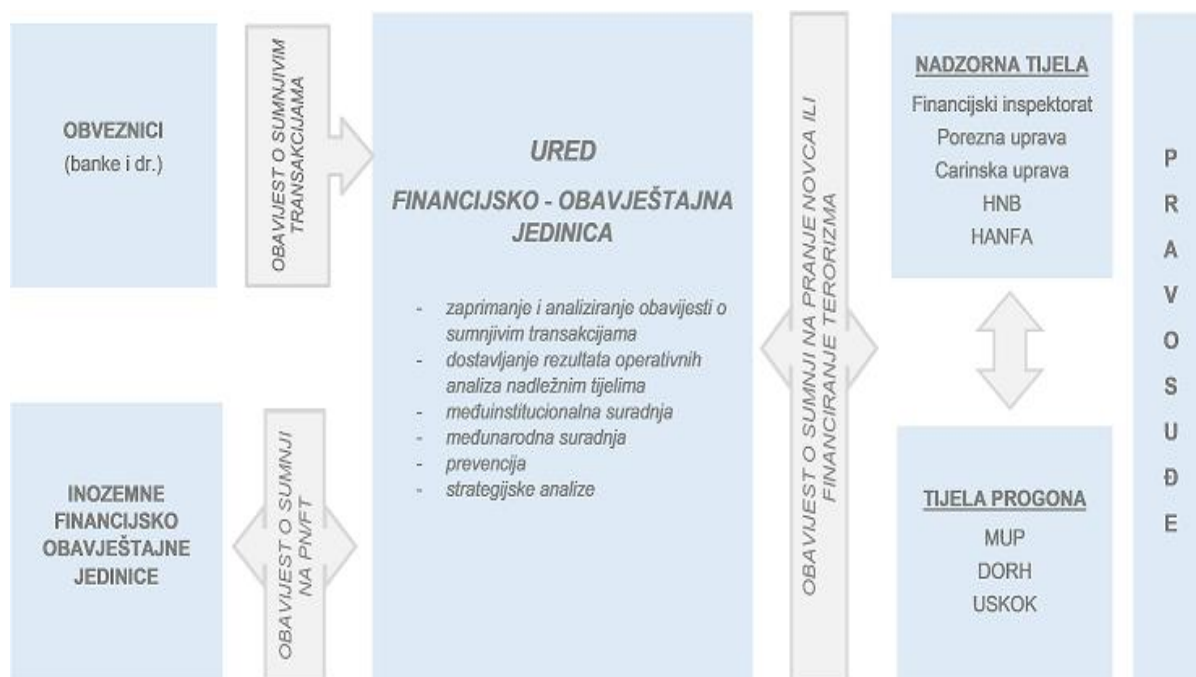 OBVEZNICI
(banke i dr.)
OBAVIJEST O SUMNJIVIM
TRANSAKCIJAMA
INOZEMNE
FINANCIJSKO
OBAVJEŠTAJNE
JEDINICE
OBAVIJEST O SUMNJI
NA PN/FT
URED
FINANCIJSKO - OBAVJEŠTAJNA
JEDINICA
- zaprimanje i analiziranje obavijesti o
sumnjivim transakcijama
- dostavljanje rezultata operativnih
analiza nadležnim tijelima
- međuinstitucionalna suradnja
- međunarodna suradnja
- prevencija
- strategijske analize
OBAVIJEST O SUMNJI NA PRANJE NOVCA ILI
FINANCIRANJE TERORIZMA
NADZORNA TIJELA
Financijski inspektorat
Porezna uprava
Carinska uprava
HNB
HANFA
TIJELA PROGONA
MUP
DORH
USKOK
P
R
A
V
O
S
U
Đ
E